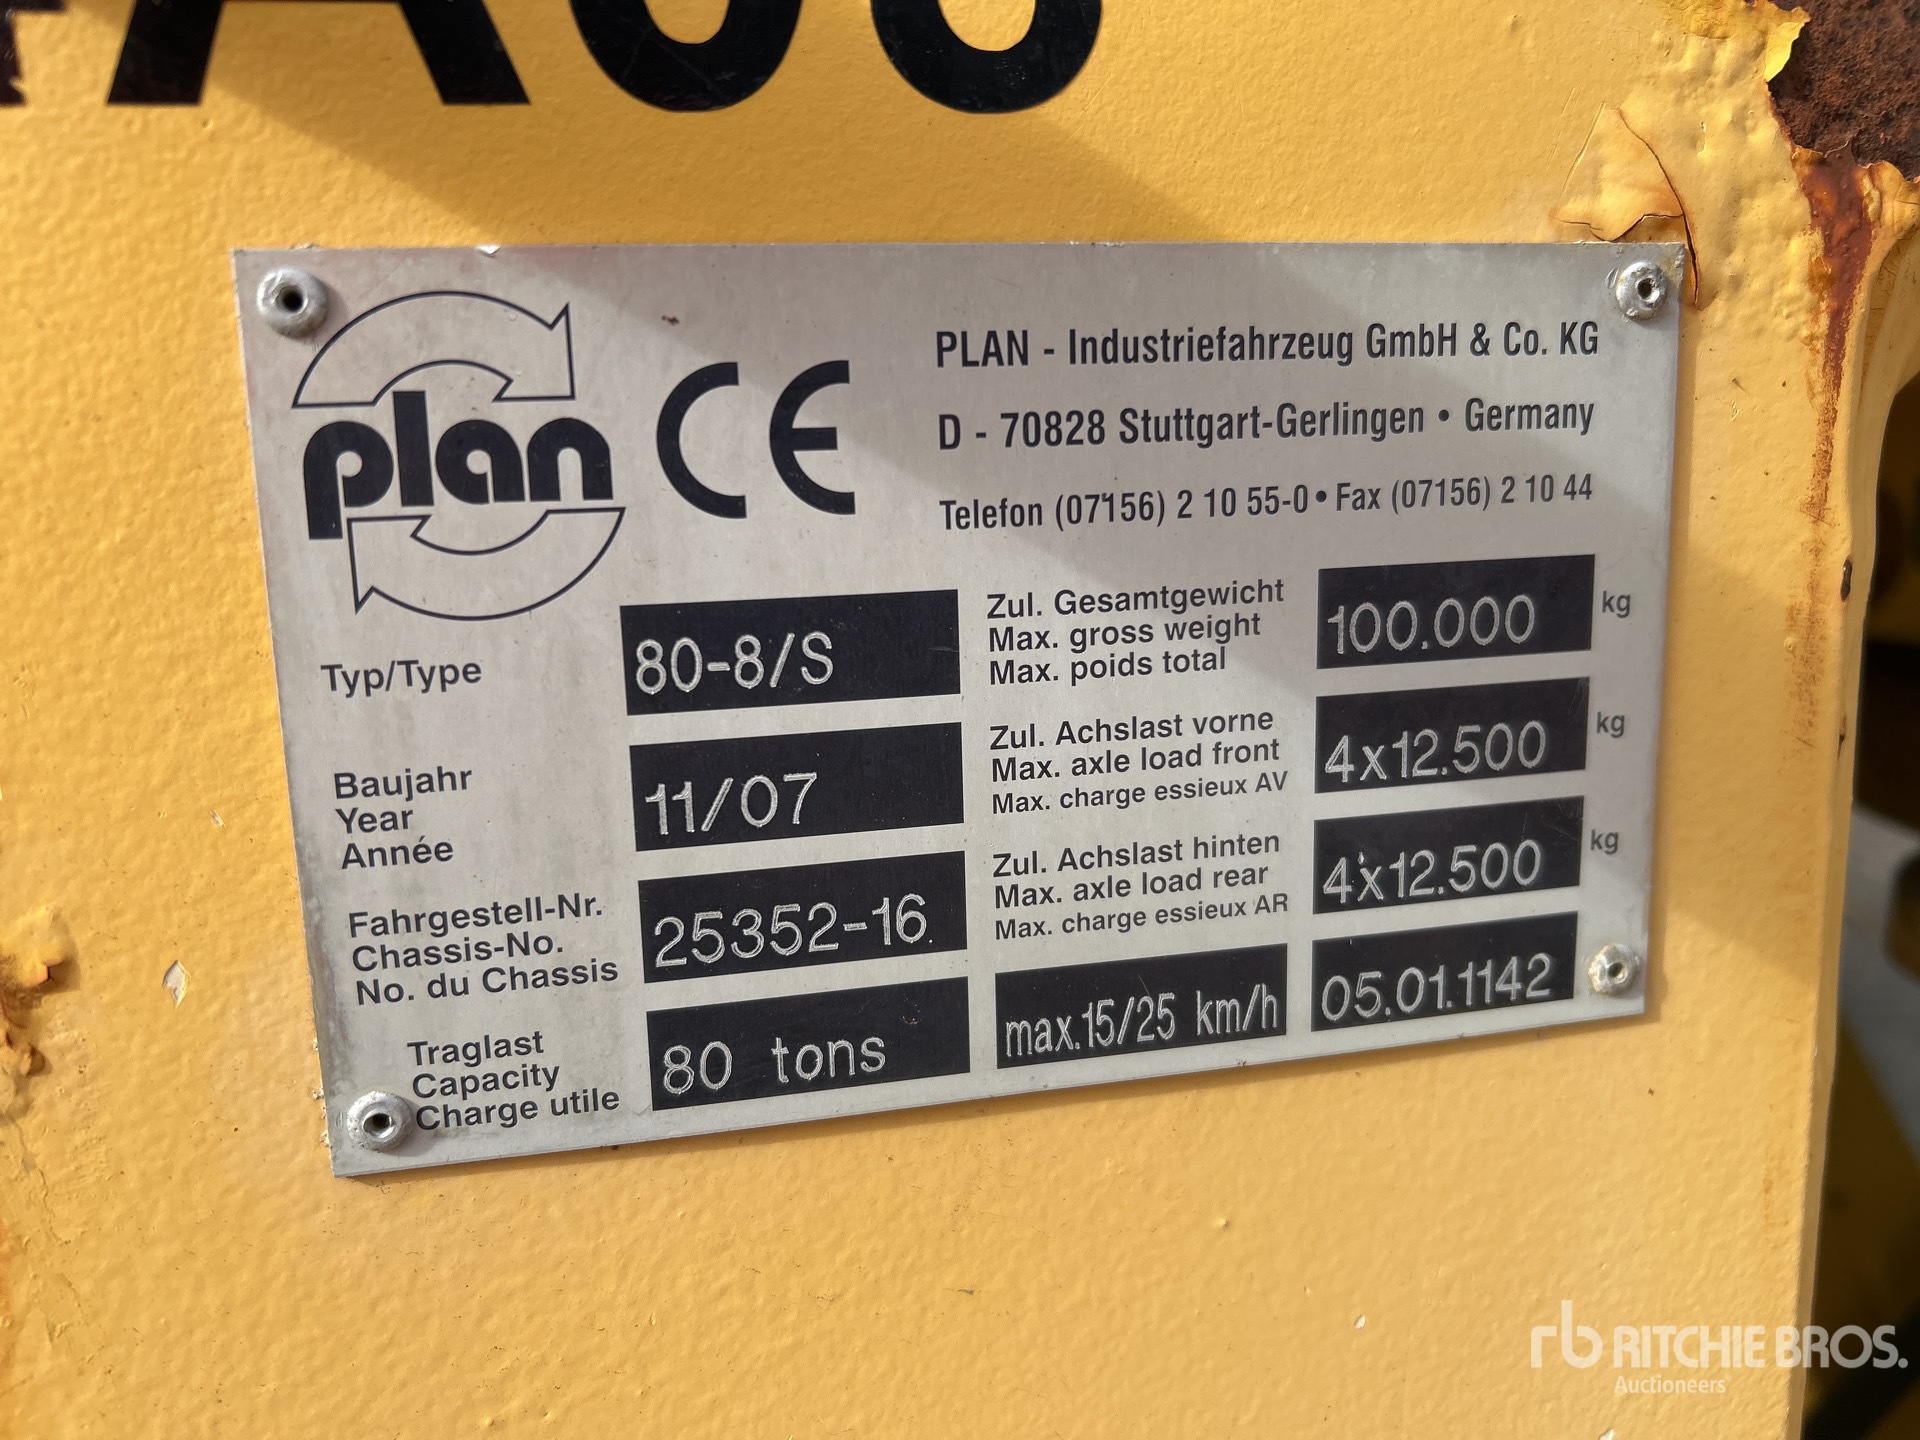 plan CE
PLAN - Industriefahrzeug GmbH & Co. KG
D - 70828 Stuttgart-Gerlingen • Germany
Telefon (07156) 2 10 55-0 • Fax (07156) 2 10 44
Typ/Type
80-8/S
Baujahr
Year
Année
11/07
Fahrgestell-Nr.
Chassis-No.
No. du Chassis
25352-16
Traglast
Capacity
Charge utile
80 tons
Zul. Gesamtgewicht
Max. gross weight
Max. poids total
100.000 kg
Zul. Achslast vorne
Max. axle load front
Max. charge essieux AV
4x12.500 kg
Zul. Achslast hinten
Max. axle load rear
Max. charge essieux AR
4x12.500 kg
max.15/25 km/h
05.01.1142
rb RITCHIE BROS.
Auctioneers